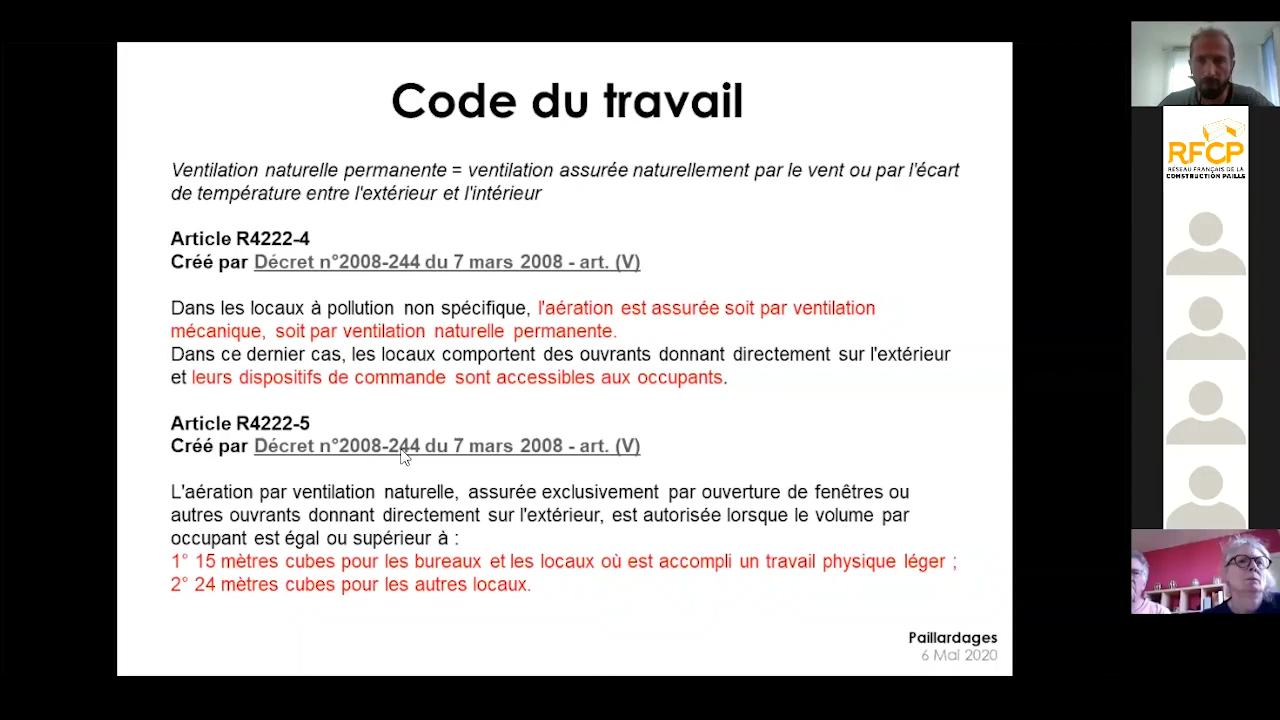 Code du travail
Ventilation naturelle permanente = ventilation assurée naturellement par le vent ou par l'écart
de température entre l'extérieur et l'intérieur
Article R4222-4
Créé par Décret n°2008-244 du 7 mars 2008 - art. (V)
Dans les locaux à pollution non spécifique, l'aération est assurée soit par ventilation
mécanique, soit par ventilation naturelle permanente.
Dans ce dernier cas, les locaux comportent des ouvrants donnant directement sur l'extérieur
et leurs dispositifs de commande sont accessibles aux occupants.
Article R4222-5
Créé par Décret n°2008-244 du 7 mars 2008 - art. (V)
L'aération par ventilation naturelle, assurée exclusivement par ouverture de fenêtres ou
autres ouvrants donnant directement sur l'extérieur, est autorisée lorsque le volume par
occupant est égal ou supérieur à :
1° 15 mètres cubes pour les bureaux et les locaux où est accompli un travail physique léger ;
2° 24 mètres cubes pour les autres locaux.
Paillardages
6 Mai 2020
RFCP
RÉSEAU FRANÇAIS DE LA
CONSTRUCTION PAILLE